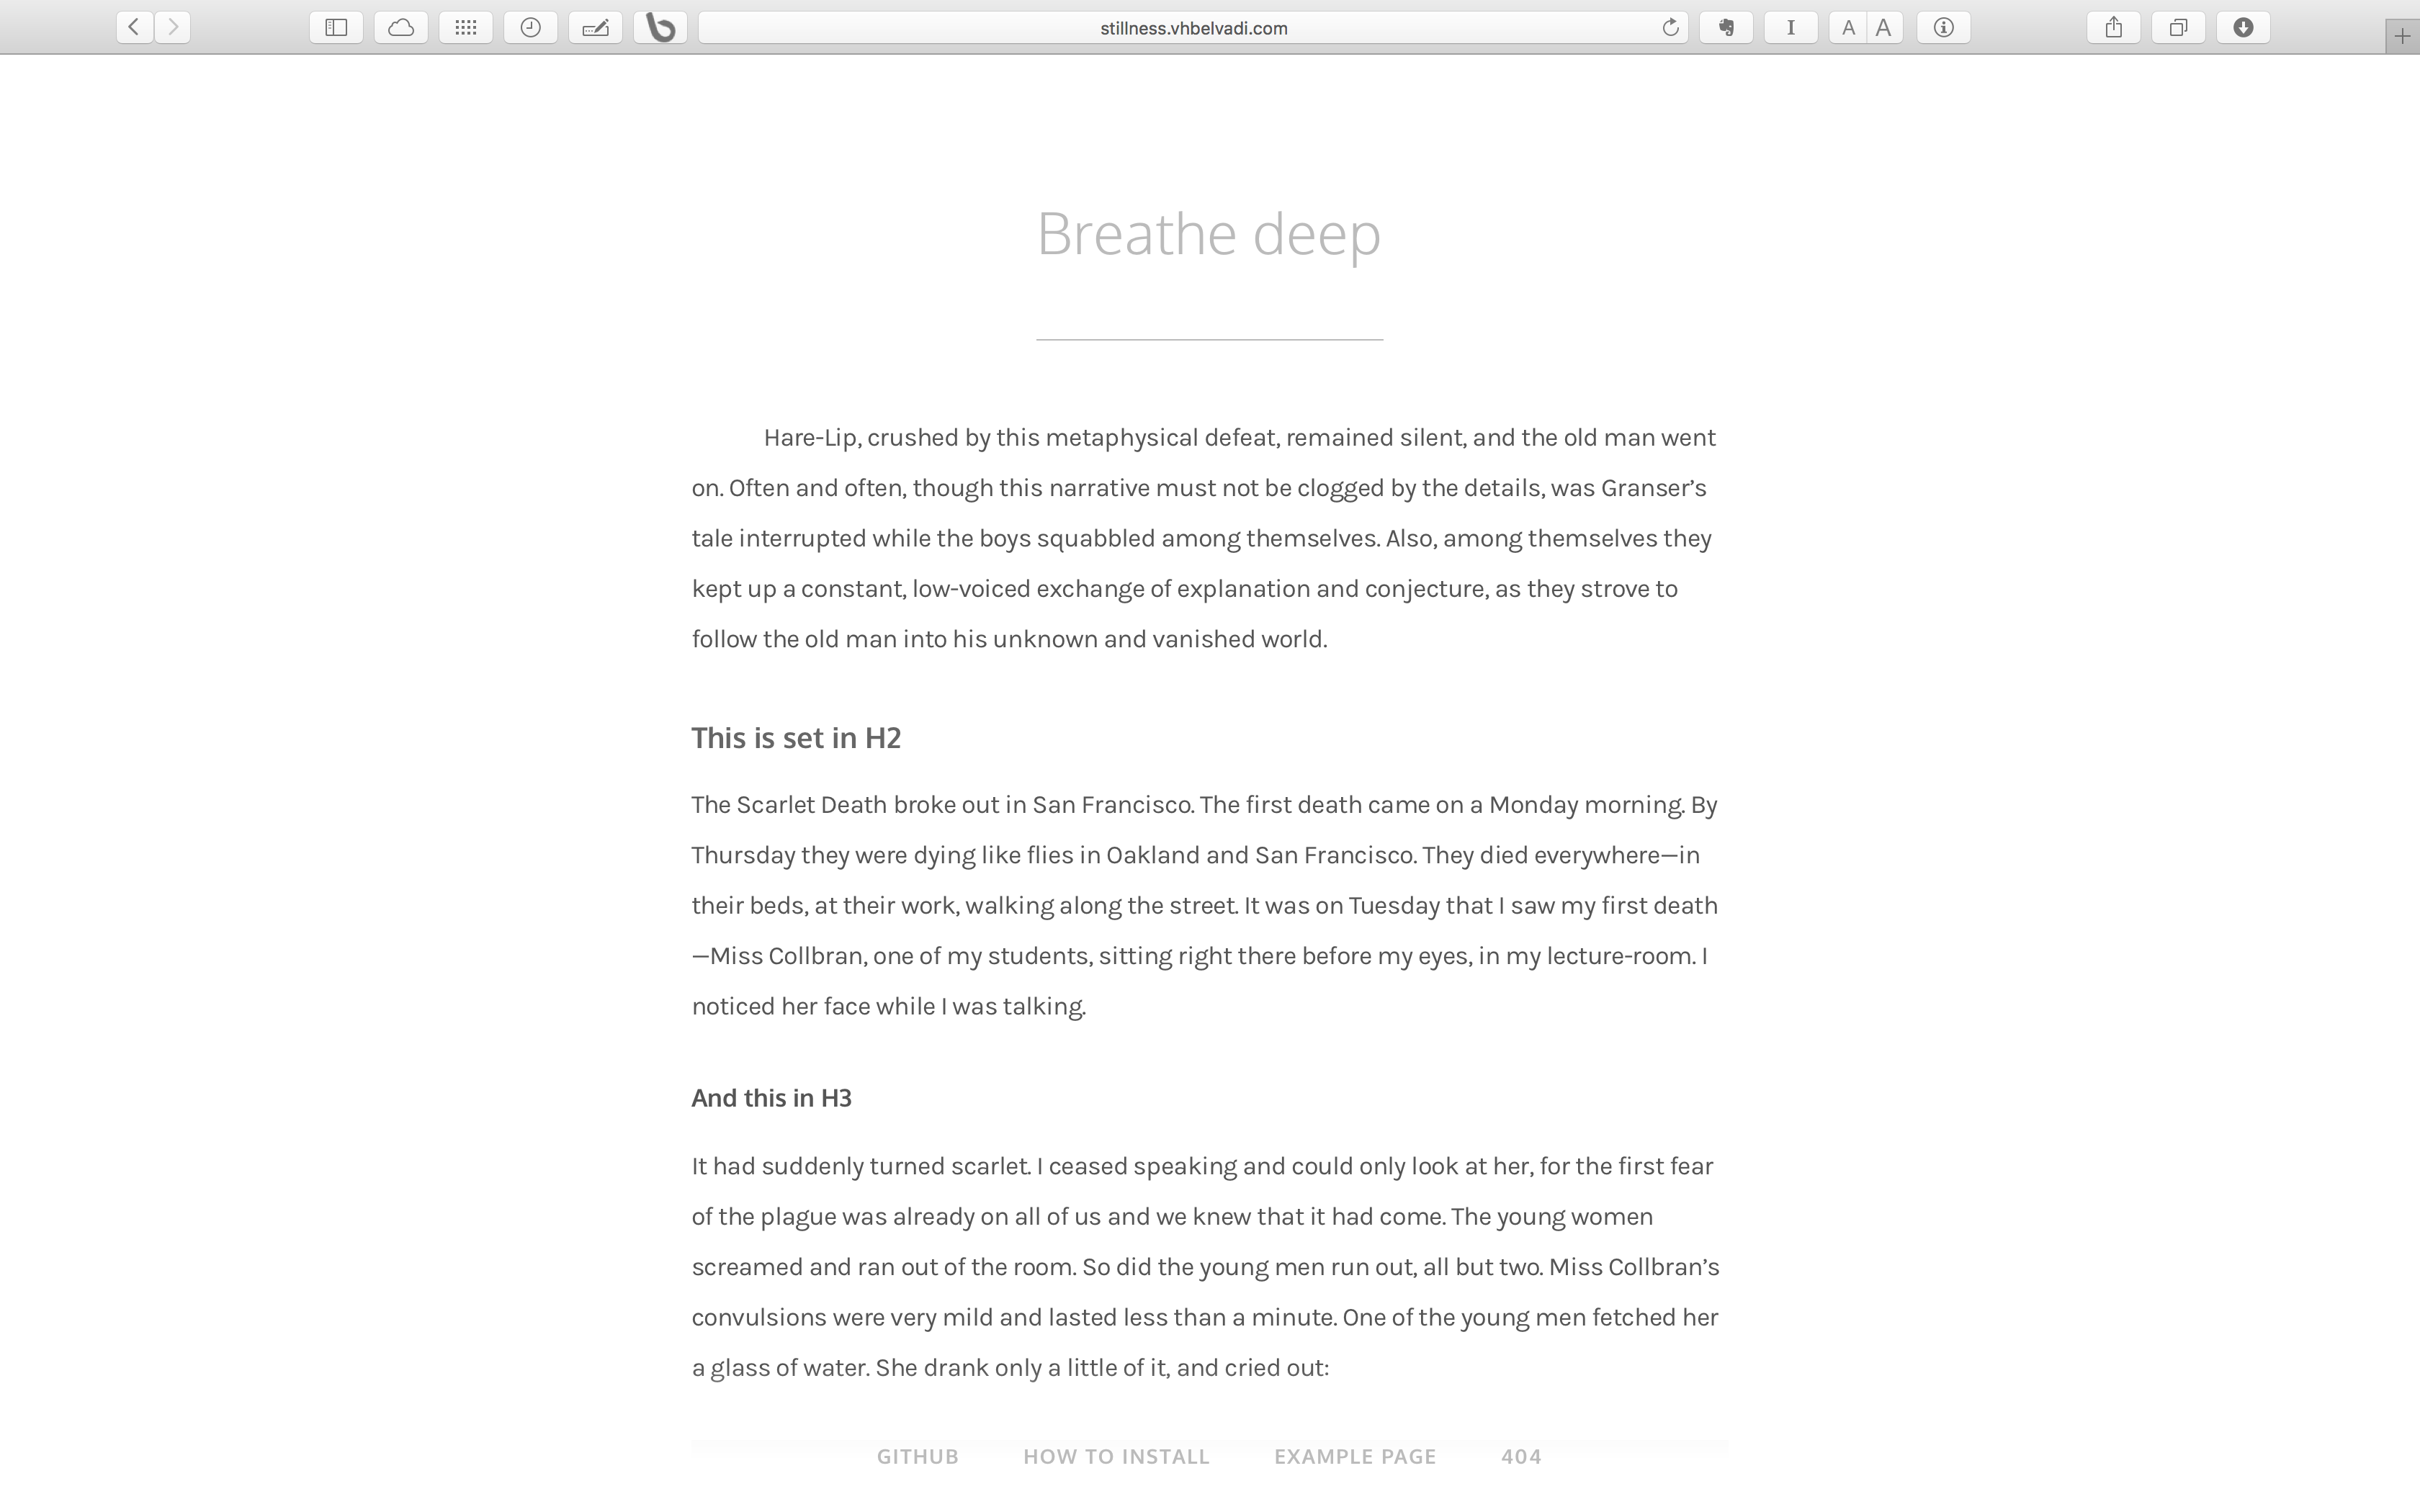 stillness.vhbelvadi.com
A A
Breathe deep
Hare-Lip, crushed by this metaphysical defeat, remained silent, and the old man went
on. Often and often, though this narrative must not be clogged by the details, was Granser’s
tale interrupted while the boys squabbled among themselves. Also, among themselves they
kept up a constant, low-voiced exchange of explanation and conjecture, as they strove to
follow the old man into his unknown and vanished world.
This is set in H2
The Scarlet Death broke out in San Francisco. The first death came on a Monday morning. By
Thursday they were dying like flies in Oakland and San Francisco. They died everywhere—in
their beds, at their work, walking along the street. It was on Tuesday that I saw my first death
—Miss Collbran, one of my students, sitting right there before my eyes, in my lecture-room. I
noticed her face while I was talking.
And this in H3
It had suddenly turned scarlet. I ceased speaking and could only look at her, for the first fear
of the plague was already on all of us and we knew that it had come. The young women
screamed and ran out of the room. So did the young men run out, all but two. Miss Collbran’s
convulsions were very mild and lasted less than a minute. One of the young men fetched her
a glass of water. She drank only a little of it, and cried out:
GITHUB HOW TO INSTALL EXAMPLE PAGE 404